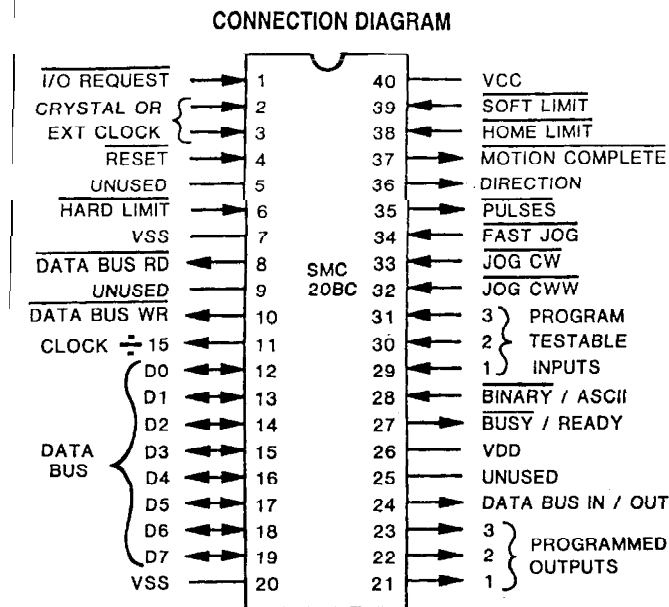 CONNECTION DIAGRAM
I/O REQUEST 1 40 VCC
CRYSTAL OR 2 39 SOFT LIMIT
EXT CLOCK 3 38 HOME LIMIT
RESET 4 37 MOTION COMPLETE
UNUSED 5 36 DIRECTION
HARD LIMIT 6 35 PULSES
VSS 7 34 FAST JOG
DATA BUS RD 8 SMC 33 JOG CW
UNUSED 9 20BC 32 JOG CWW
DATA BUS WR 10 31 3 PROGRAM
CLOCK ÷ 15 11 30 2 TESTABLE
D0 12 29 1 INPUTS
D1 13 28 BINARY / ASCII
D2 14 27 BUSY / READY
DATA BUS D3 15 26 VDD
D4 16 25 UNUSED
D5 17 24 DATA BUS IN / OUT
D6 18 23 3 PROGRAMMED
D7 19 22 2 OUTPUTS
VSS 20 21 1